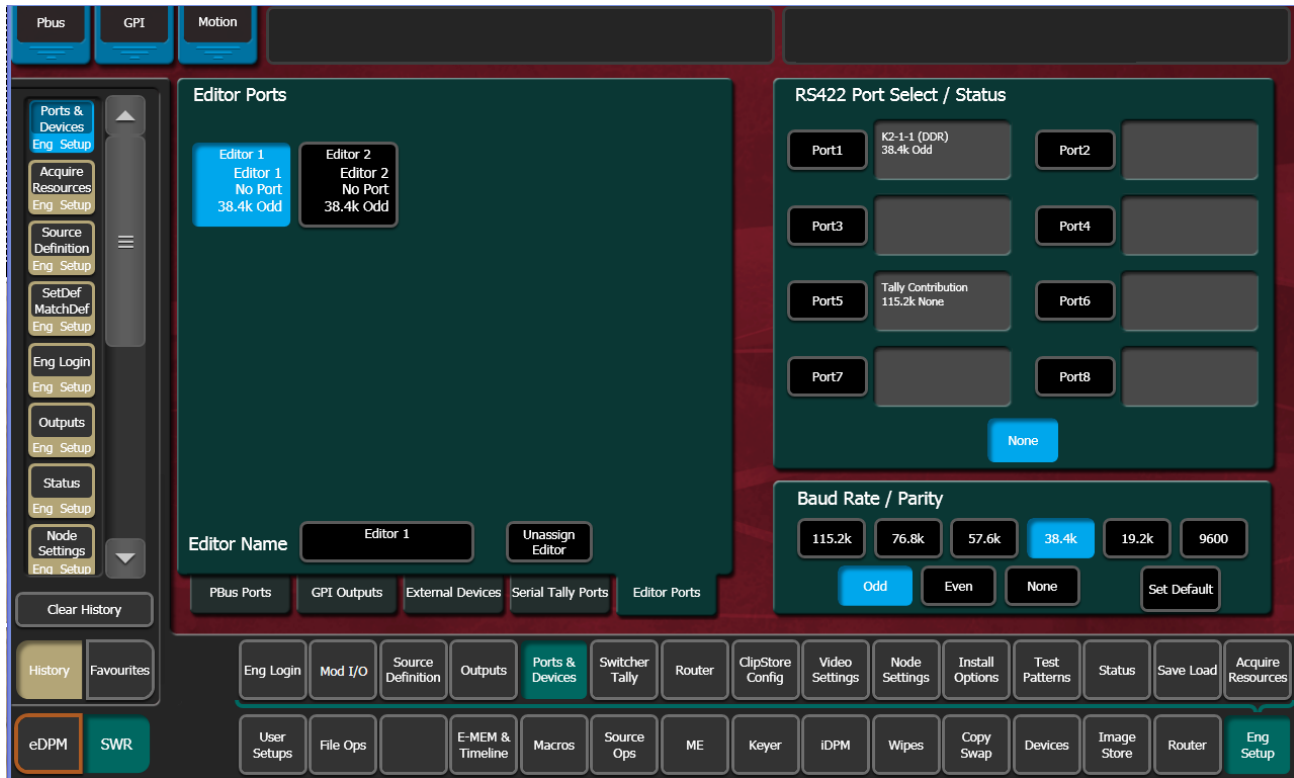 Pbus
GPI
Motion
Ports &
Devices
Eng Setup
Acquire
Resources
Eng Setup
Source
Definition
Eng Setup
SetDef
MatchDef
Eng Setup
Eng Login
Eng Setup
Outputs
Eng Setup
Status
Eng Setup
Node
Settings
Eng Setup
Clear History
History
Favourites
eDPM
SWR
Editor Ports
Editor 1
Editor 1
No Port
38.4k Odd
Editor 2
Editor 2
No Port
38.4k Odd
Editor Name
Editor 1
Unassign
Editor
PBus Ports
GPI Outputs
External Devices
Serial Tally Ports
Editor Ports
RS422 Port Select / Status
Port1
K2-1-1 (DDR)
38.4k Odd
Port2
Port3
Port4
Port5
Tally Contribution
115.2k None
Port6
Port7
Port8
None
Baud Rate / Parity
115.2k
76.8k
57.6k
38.4k
19.2k
9600
Odd
Even
None
Set Default
Eng Login
Mod I/O
Source
Definition
Outputs
Ports &
Devices
Switcher
Tally
Router
ClipStore
Config
Video
Settings
Node
Settings
Install
Options
Test
Patterns
Status
Save Load
Acquire
Resources
User
Setups
File Ops
E-MEM &
Timeline
Macros
Source
Ops
ME
Keyer
iDPM
Wipes
Copy
Swap
Devices
Image
Store
Router
Eng
Setup